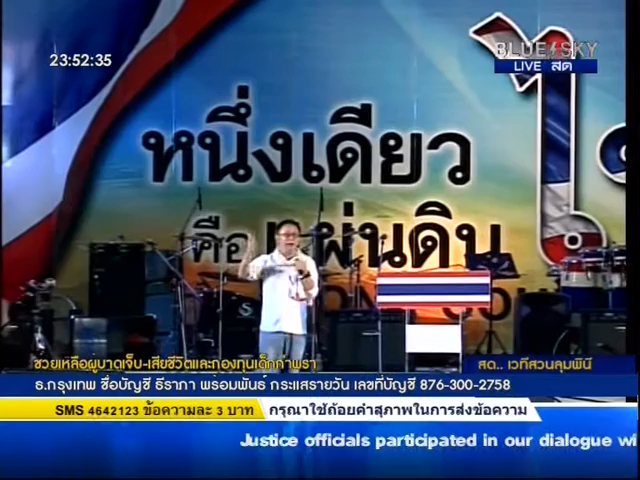 23:52:35
BLUE SKY
LIVE สด
หนึ่งเดียว
คือ แผ่นดิน
ช่วยเหลือผู้บาดเจ็บ-เสียชีวิตและกองทุนเด็กกำพร้า
สด.. เวทีสวนลุมพินี
ธ.กรุงเทพ ชื่อบัญชี ธีรากา พร้อมพันธ์ กระแสรายวัน เลขที่บัญชี 876-300-2758
SMS 4642123 ข้อความละ 3 บาท กรุณาใช้ถ้อยคำสุภาพในการส่งข้อความ
Justice officials participated in our dialogue wi